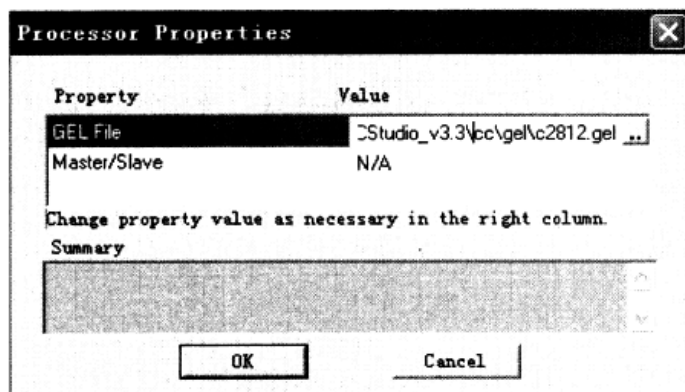 Processor Properties
Property Value
GEL File CStudio_v3.3\cc\gel\c2812.gel ..
Master/Slave N/A
Change property value as necessary in the right column.
Summary
OK Cancel